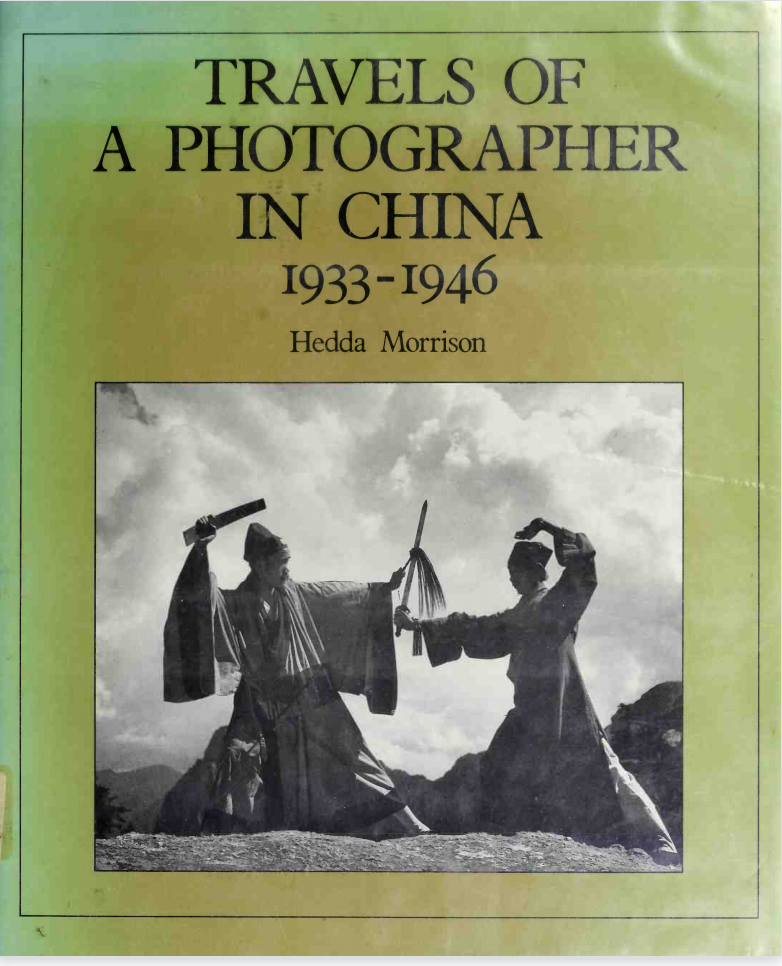 TRAVELS OF
A PHOTOGRAPHER
IN CHINA
1933-1946
Hedda Morrison